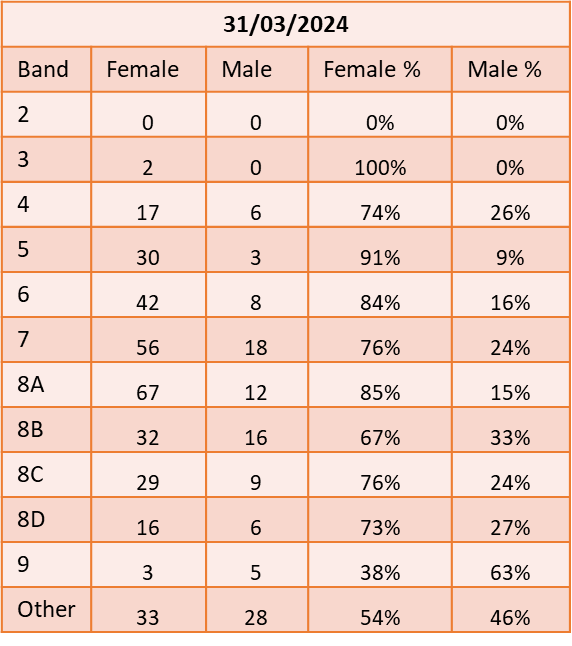 31/03/2024
Band Female Male Female % Male %
2 0 0 0% 0%
3 2 0 100% 0%
4 17 6 74% 26%
5 30 3 91% 9%
6 42 8 84% 16%
7 56 18 76% 24%
8A 67 12 85% 15%
8B 32 16 67% 33%
8C 29 9 76% 24%
8D 16 6 73% 27%
9 3 5 38% 63%
Other 33 28 54% 46%